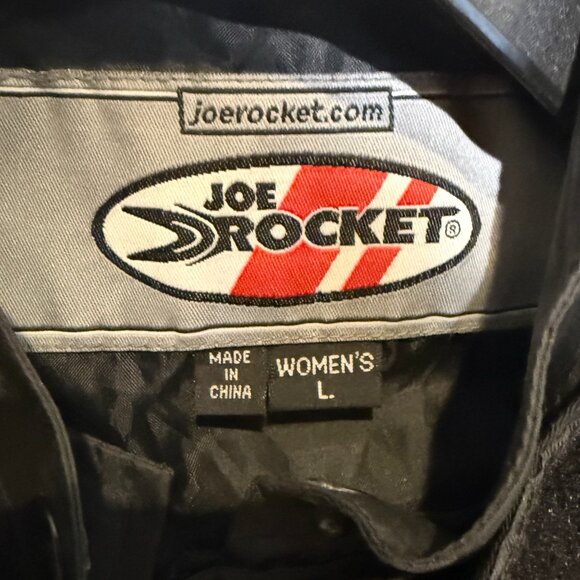 joerocket.com
JOE
ROCKET®
MADE
IN
CHINA
WOMEN'S
L.